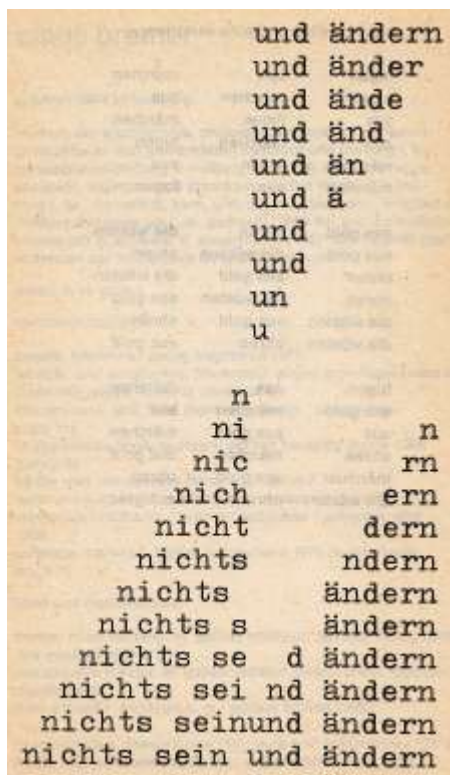 und ändern
und änder
und ände
und änd
und än
und ä
und
und
un
u
n
ni n
nic rn
nich ern
nicht dern
nichts ndern
nichts ändern
nichts s ändern
nichts se d ändern
nichts sei nd ändern
nichts seinund ändern
nichts sein und ändern